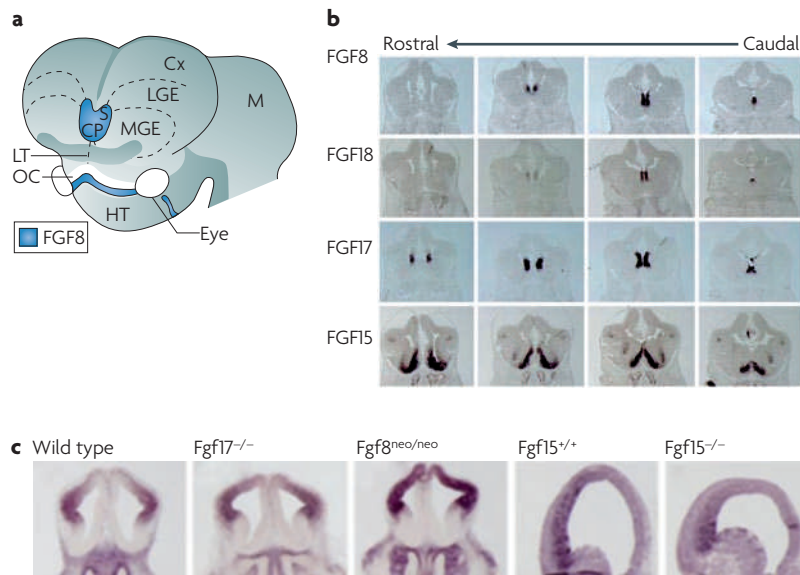 a
Cx
LGE
M
S
CP
MGE
LT
OC
HT
FGF8
Eye
b
Rostral
Caudal
FGF8
FGF18
FGF17
FGF15
c
Wild type
Fgf17–/–
Fgf8neo/neo
Fgf15+/+
Fgf15–/–